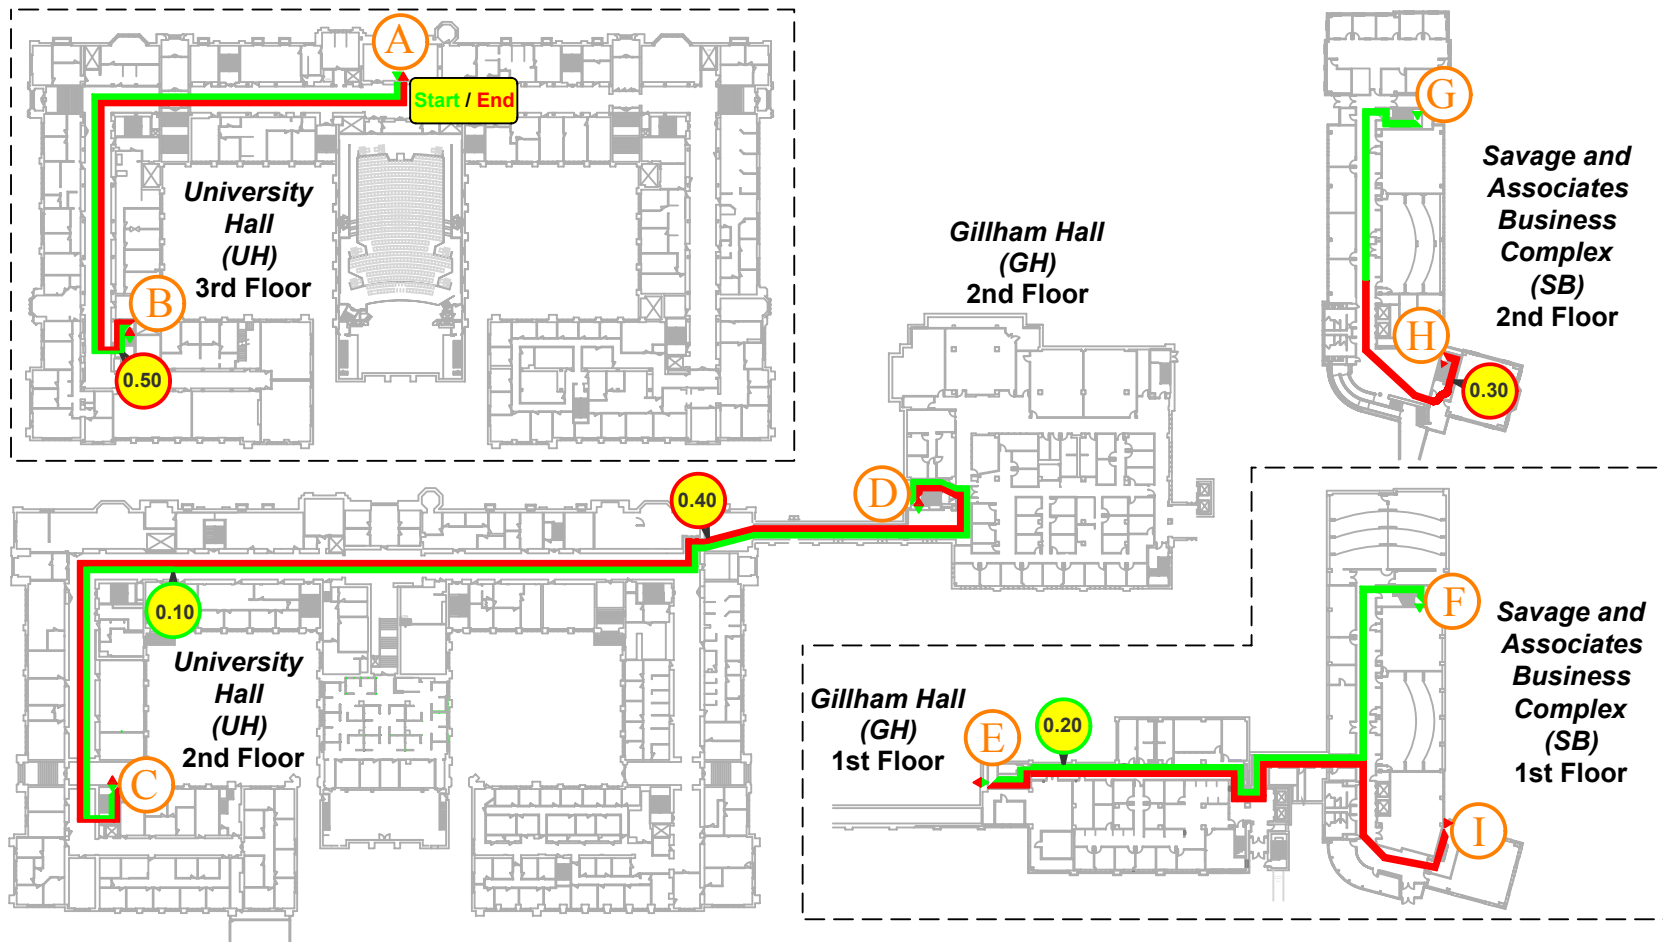 A
Start / End
University
Hall
(UH)
3rd Floor
B
0.50
Gillham Hall
(GH)
2nd Floor
G
Savage and
Associates
Business
Complex
(SB)
2nd Floor
H
0.30
D
0.40
0.10
University
Hall
(UH)
2nd Floor
C
Gillham Hall
(GH)
1st Floor
E
0.20
F
Savage and
Associates
Business
Complex
(SB)
1st Floor
I